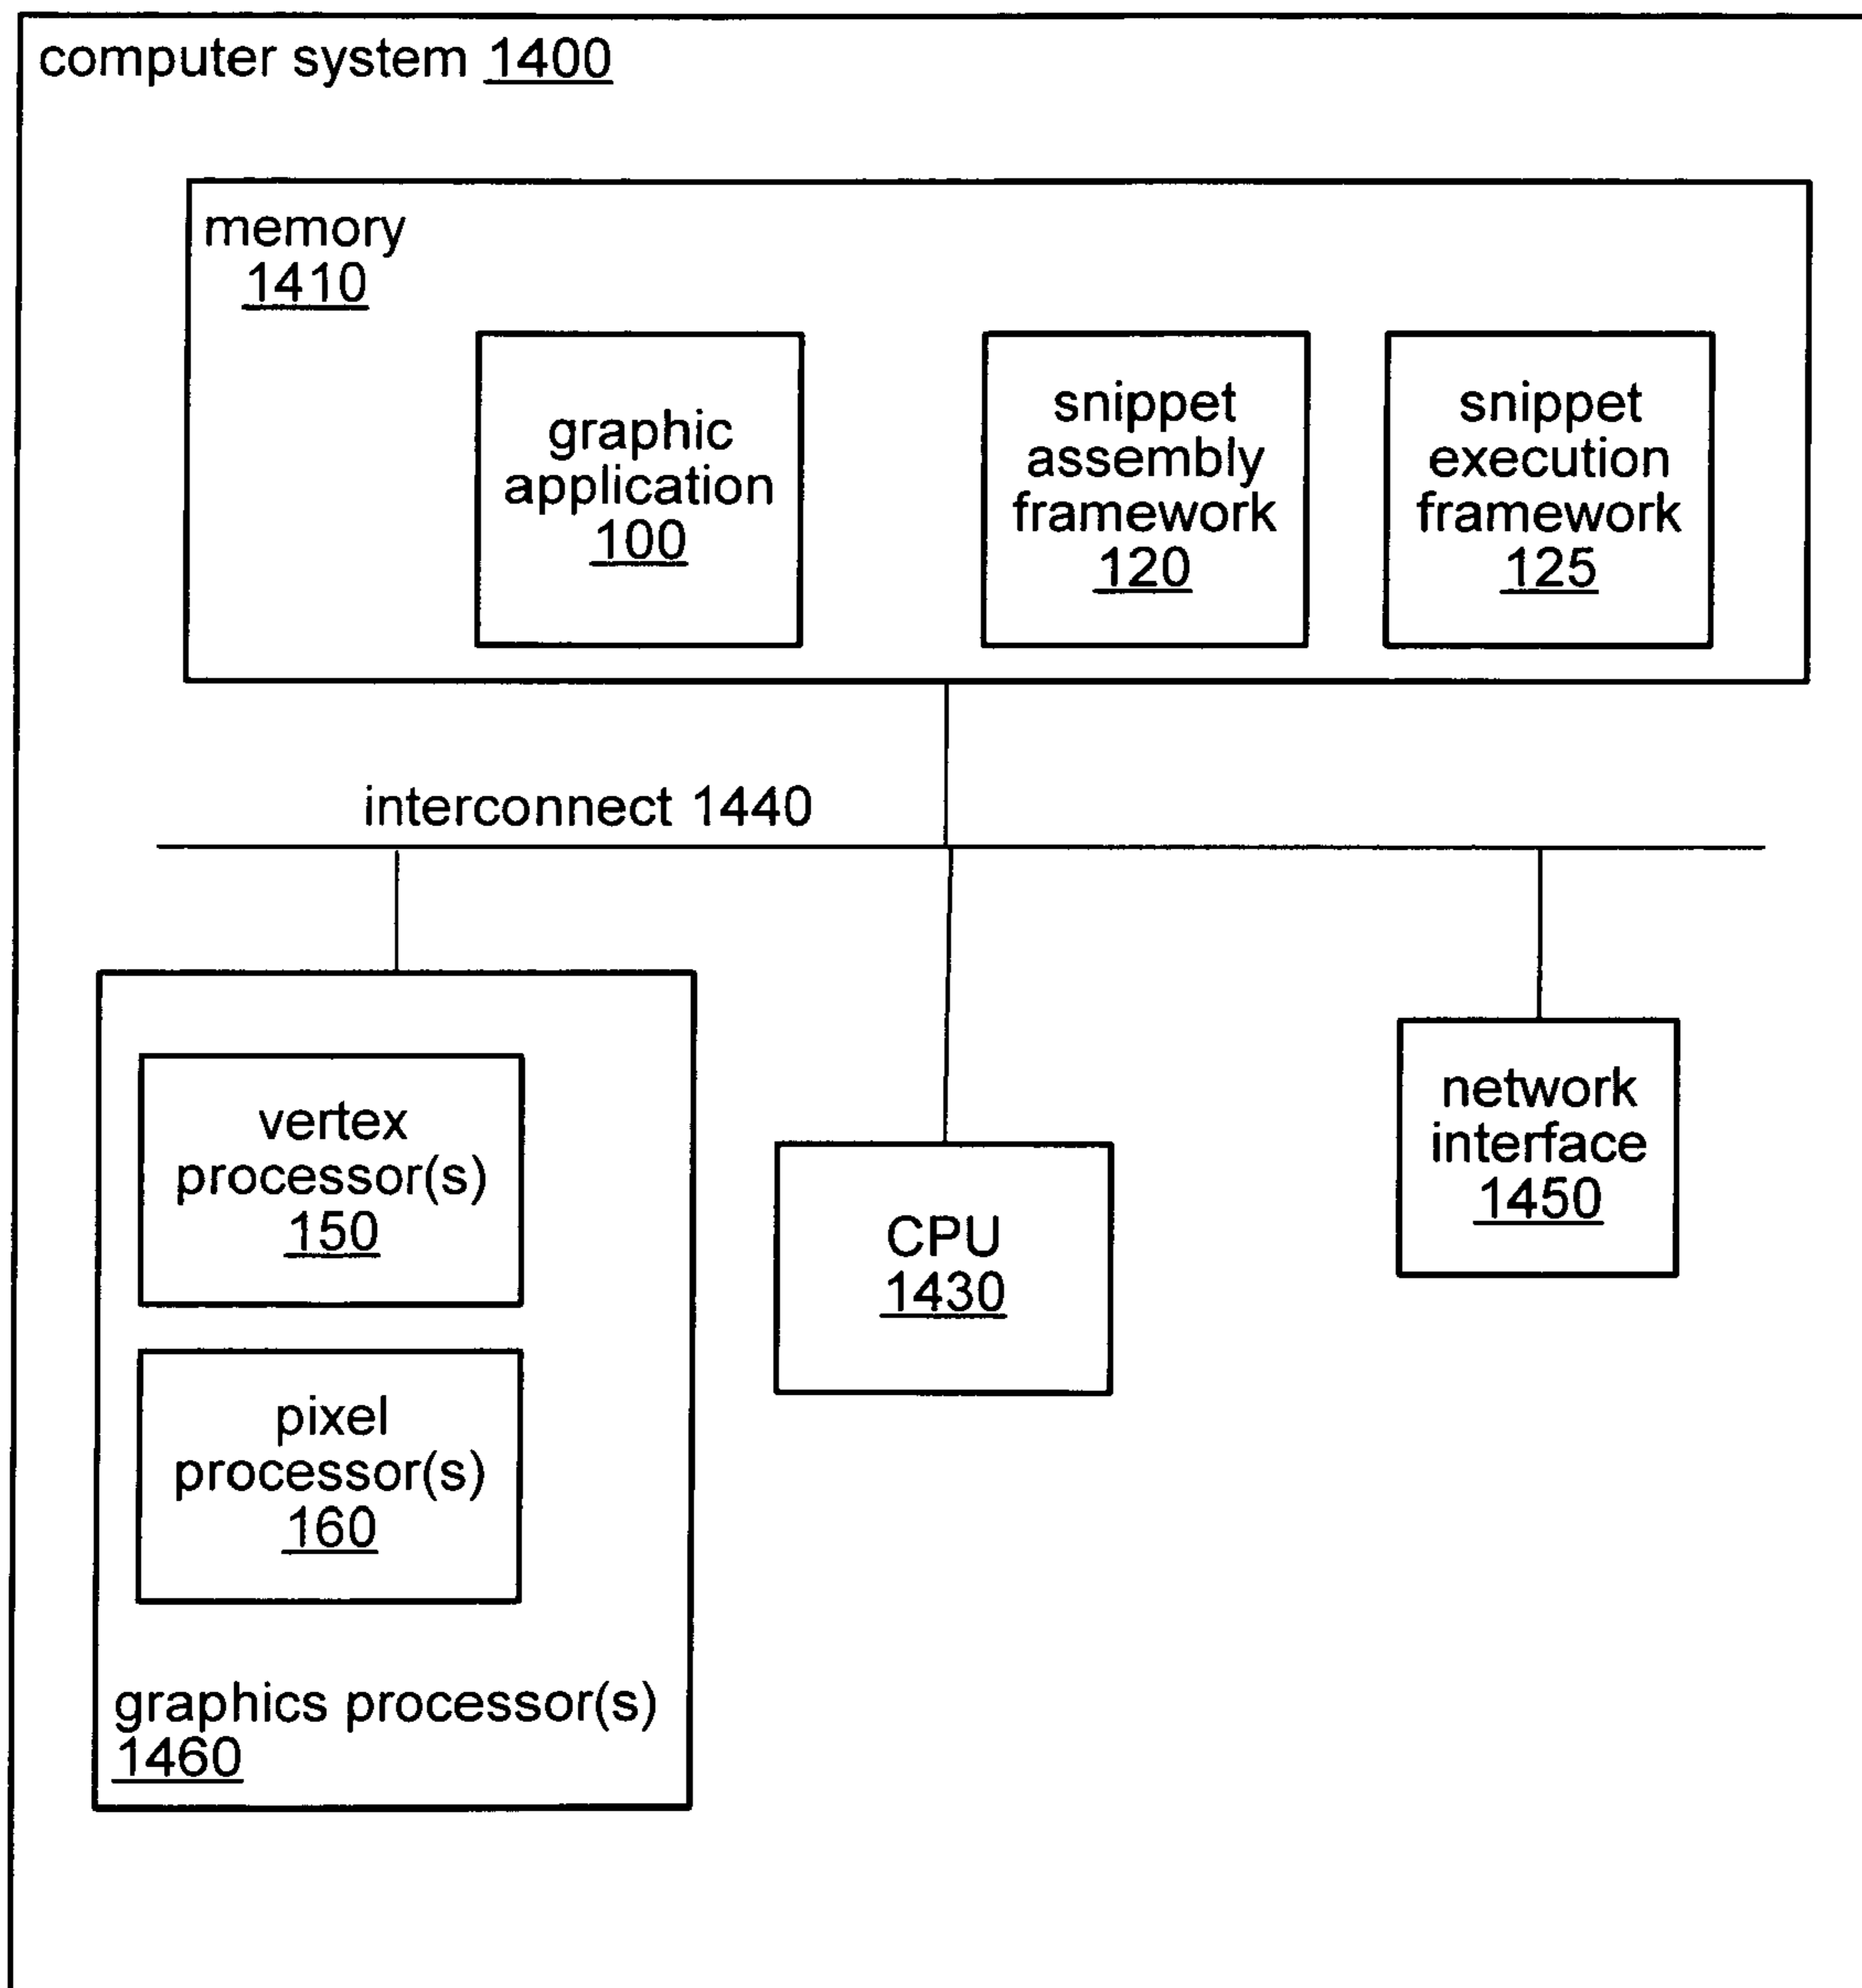 computer system 1400
memory
1410
graphic
application
100
snippet
assembly
framework
120
snippet
execution
framework
125
interconnect 1440
vertex
processor(s)
150
pixel
processor(s)
160
graphics processor(s)
1460
CPU
1430
network
interface
1450